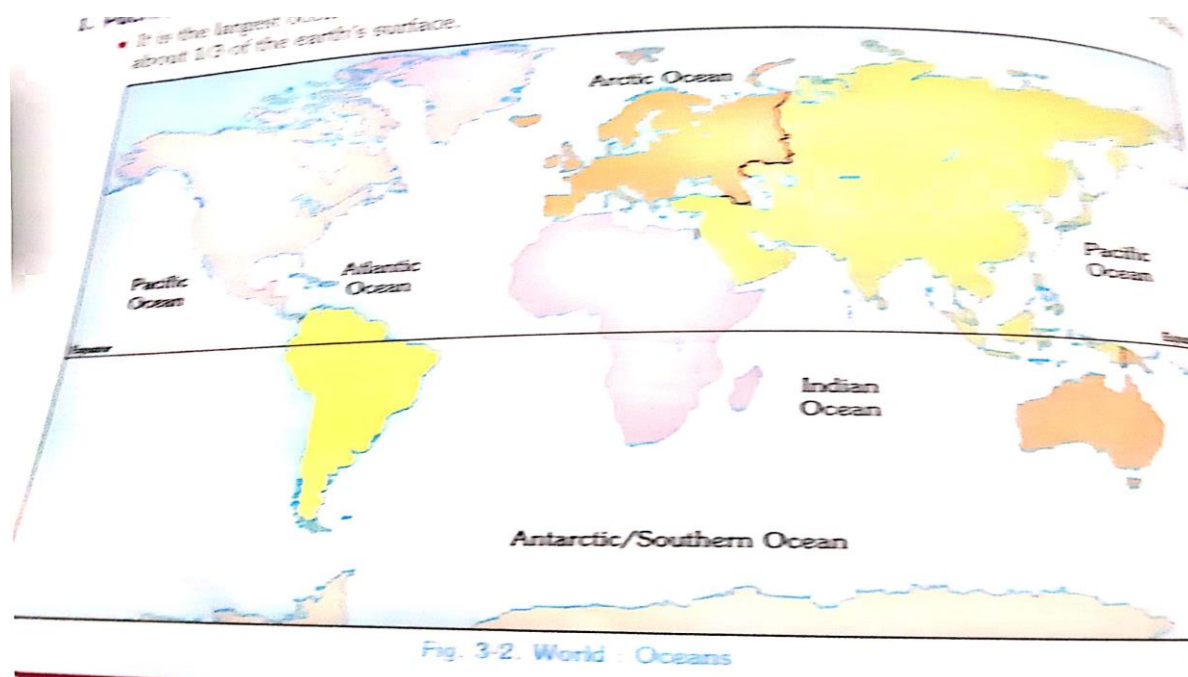 • It is the largest
about 1/3 of the earth's surface.
Arctic Ocean
Pacific
Ocean
Atlantic
Ocean
Pacific
Ocean
Equator
Indian
Ocean
Antarctic/Southern Ocean
Fig. 3-2. World : Oceans